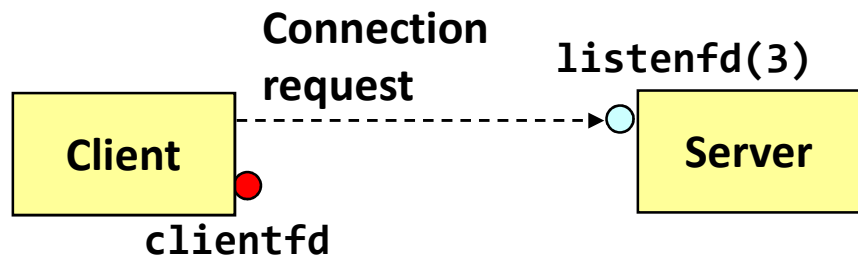 Connection
request
listenfd(3)
Client
Server
clientfd